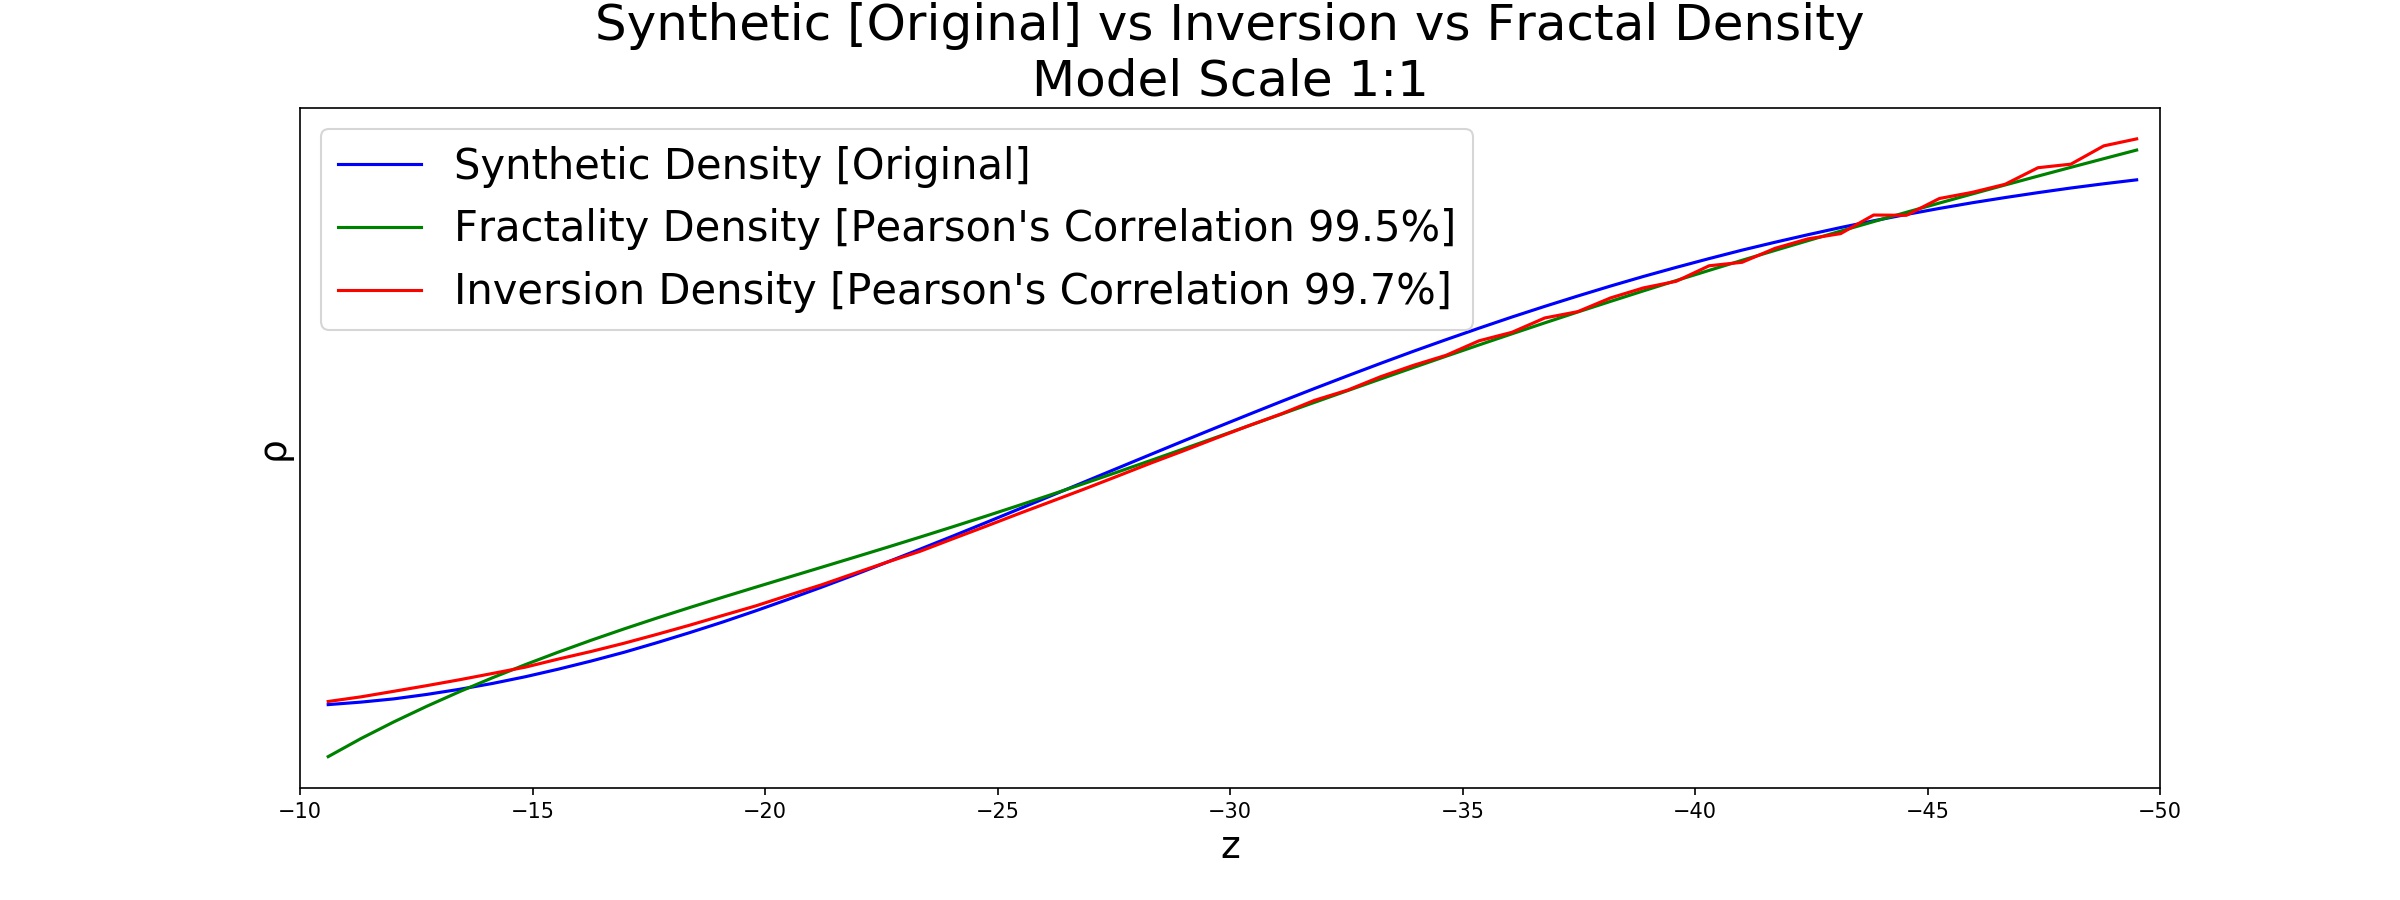 Synthetic [Original] vs Inversion vs Fractal Density
Model Scale 1:1
Synthetic Density [Original]
Fractality Density [Pearson's Correlation 99.5%]
Inversion Density [Pearson's Correlation 99.7%]
ρ
−10 −15 −20 −25 −30 −35 −40 −45 −50
z